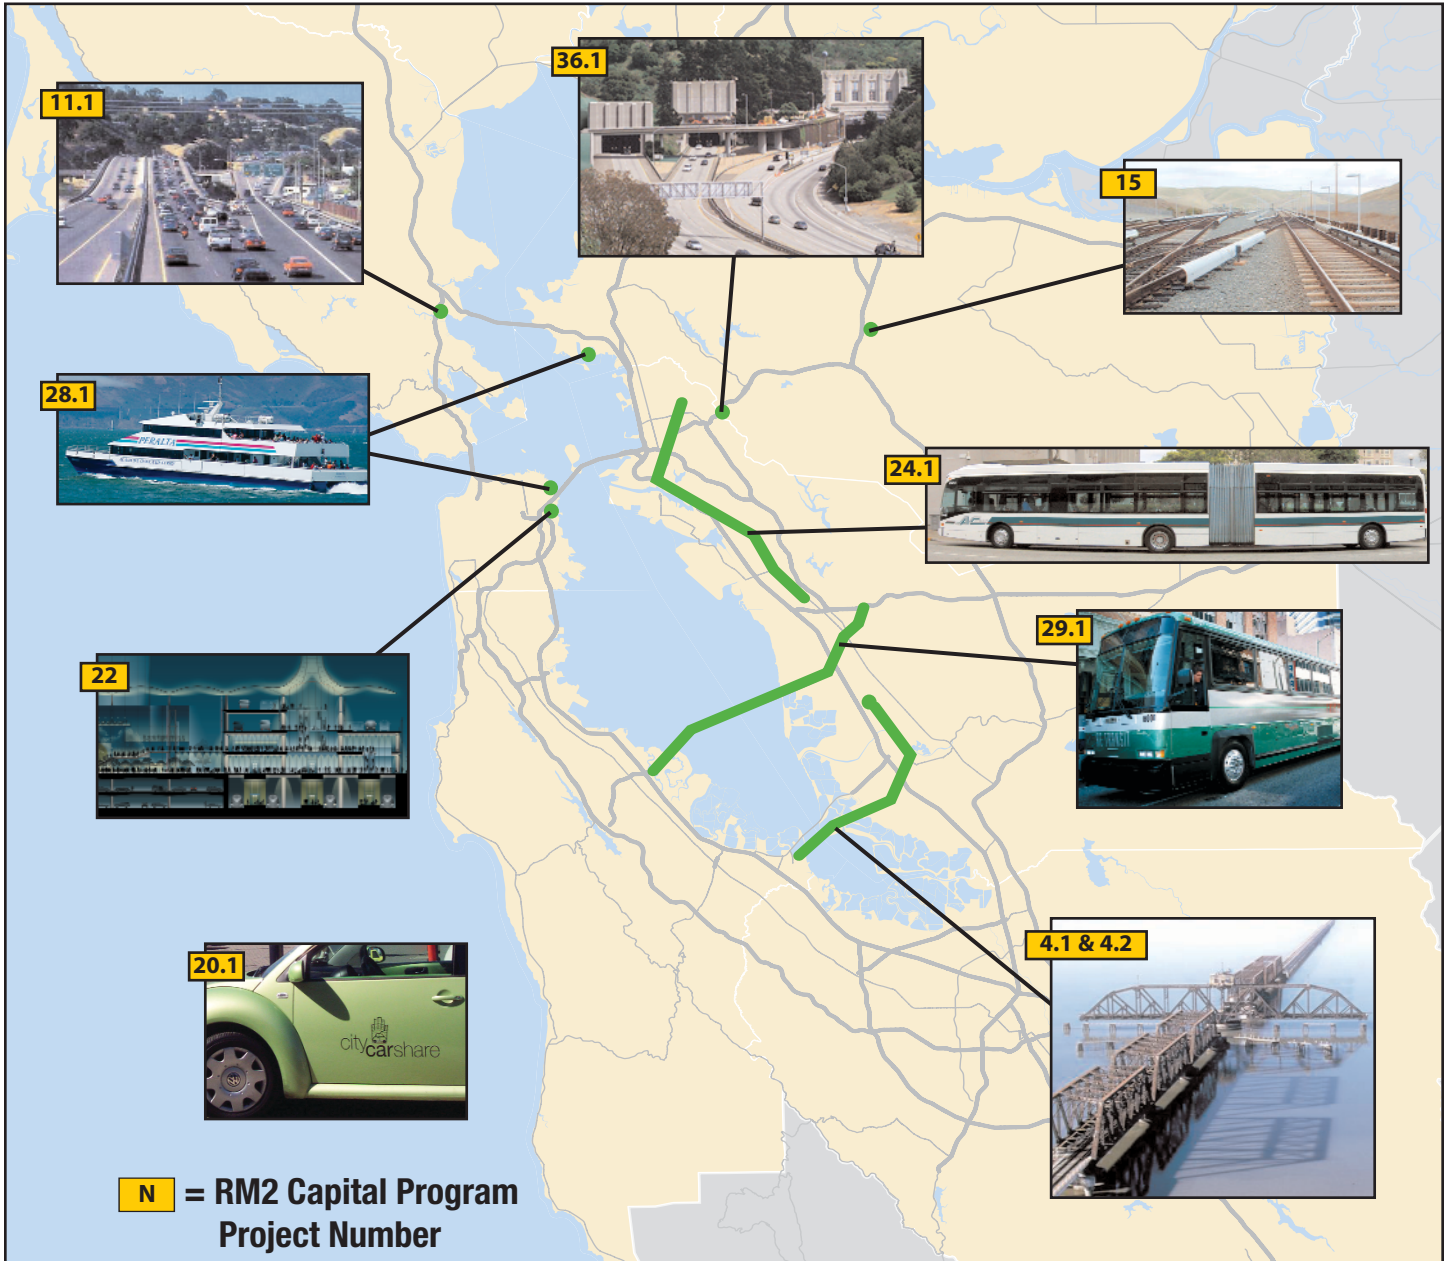 36.1
11.1
15
28.1
PERALTA
24.1
29.1
22
4.1 & 4.2
20.1
citycarshare
N = RM2 Capital Program
Project Number